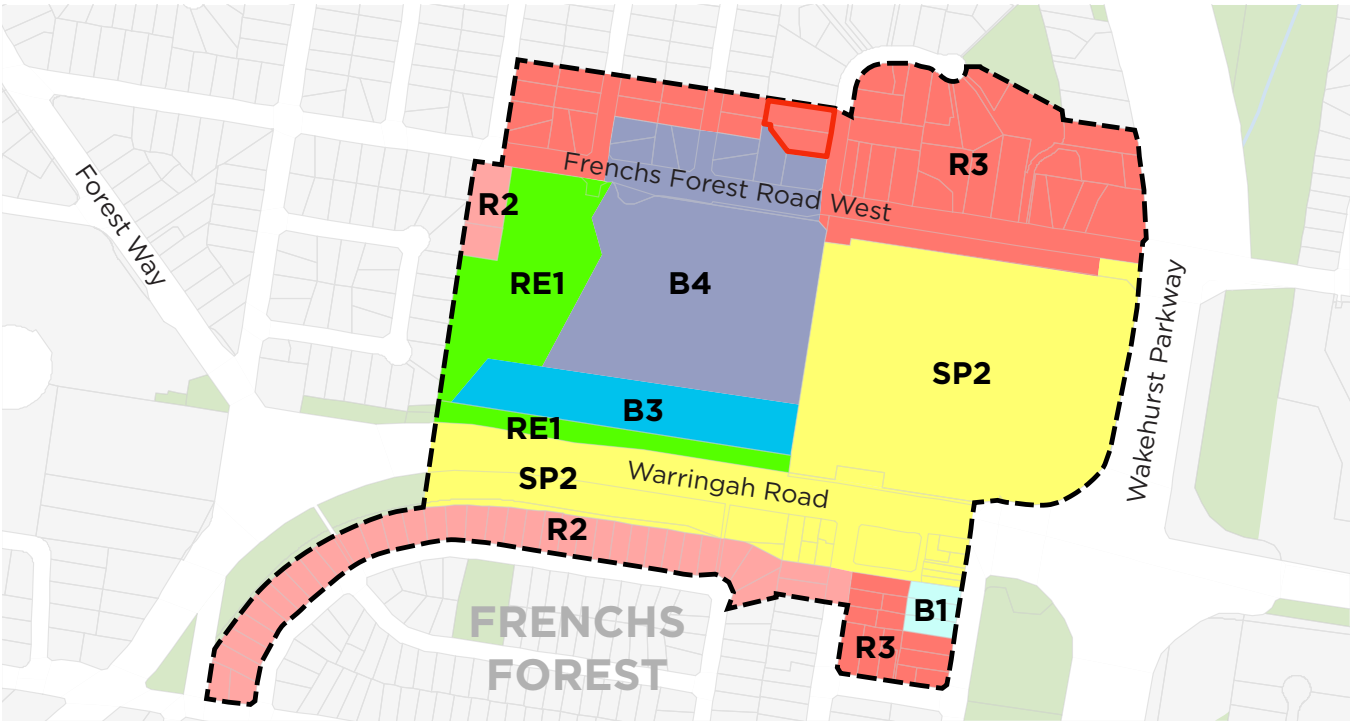 R3
Frenchs Forest Road West
Forest Way
R2
RE1
B4
SP2
Wakehurst Parkway
B3
RE1
Warringah Road
SP2
R2
B1
FRENCHS
FOREST
R3